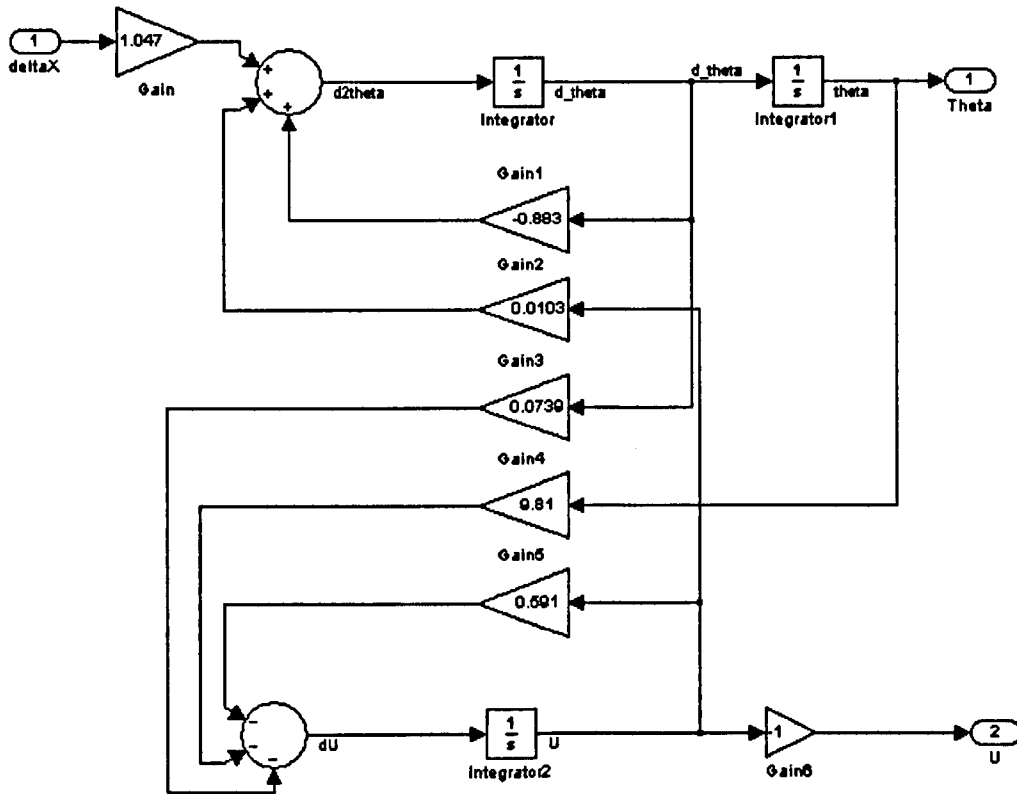 1
deltaX
1.047
Gain
+
+
+
d2theta
1
s
Integrator
d_theta
d_theta
1
s
Integrator1
theta
1
Theta
Gain1
-0.883
Gain2
0.0103
Gain3
0.0739
Gain4
9.81
Gain5
0.591
-
-
-
dU
1
s
Integrator2
U
-1
Gain6
2
U